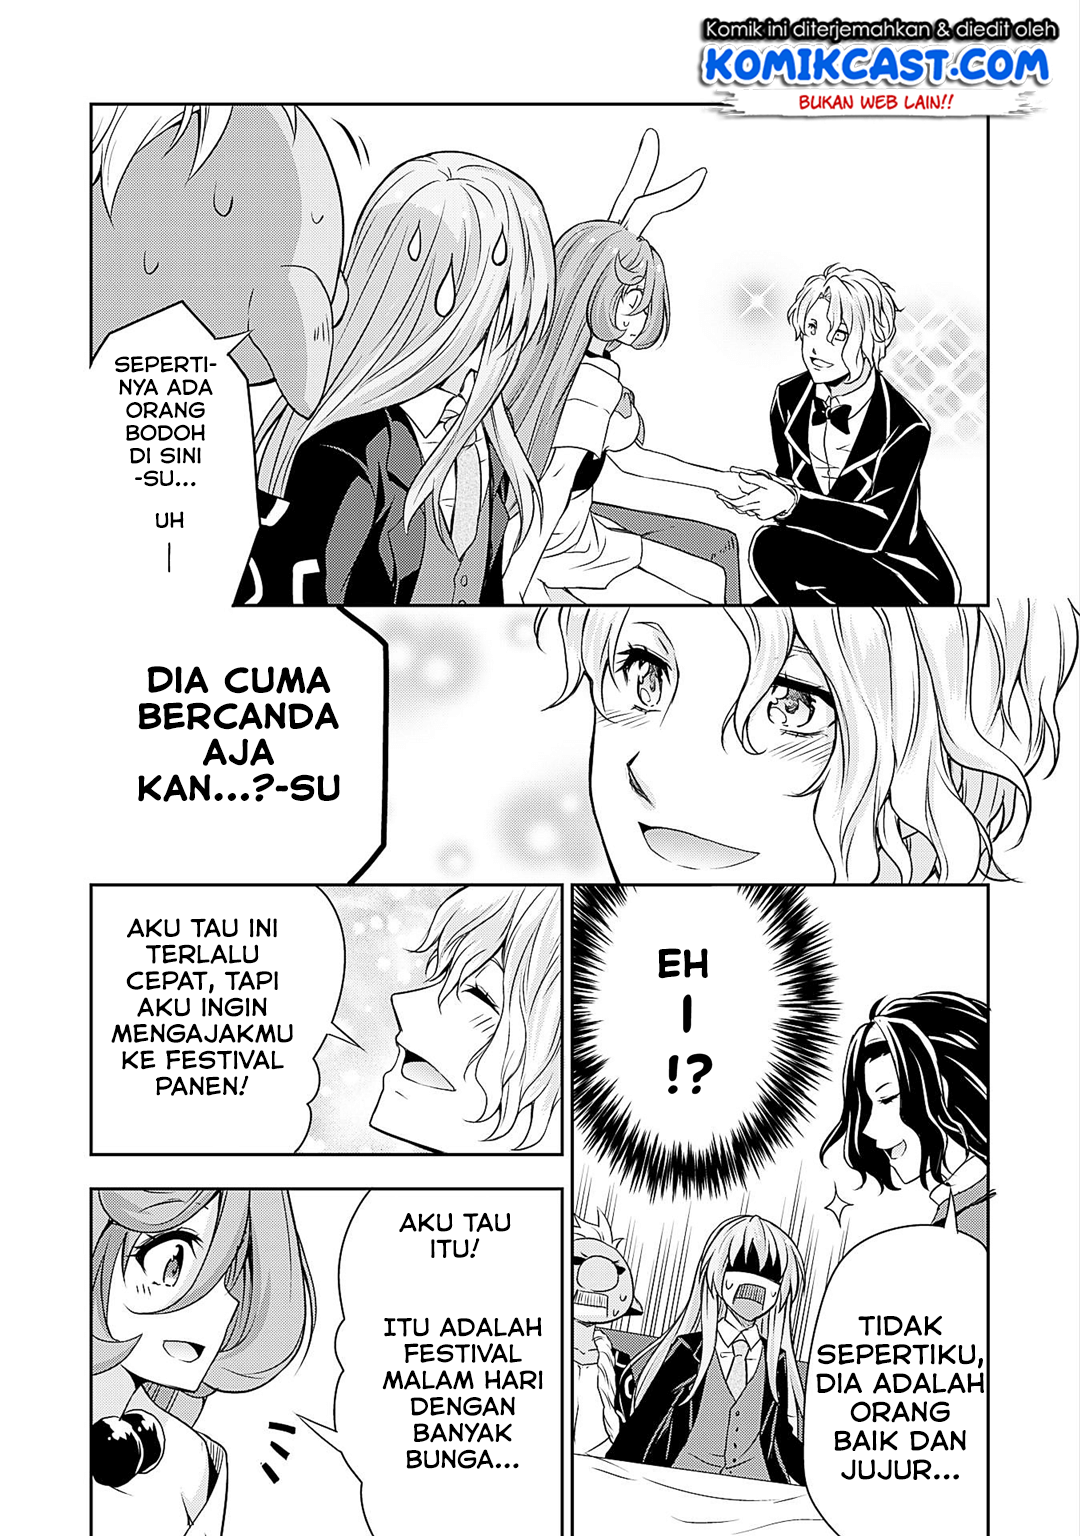 Komik ini diterjemahkan & diedit oleh
KOMIKCAST.COM
BUKAN WEB LAIN!!
SEPERTI-
NYA ADA
ORANG
BODOH
DI SINI
-SU...
UH
|
DIA CUMA
BERCANDA
AJA
KAN...?-SU
EH
|
!?
AKU TAU INI
TERLALU
CEPAT, TAPI
AKU INGIN
MENGAJAKMU
KE FESTIVAL
PANEN!
TIDAK
SEPERTIKU,
DIA ADALAH
ORANG
BAIK DAN
JUJUR...
AKU TAU
ITU!
ITU ADALAH
FESTIVAL
MALAM HARI
DENGAN
BANYAK
BUNGA...